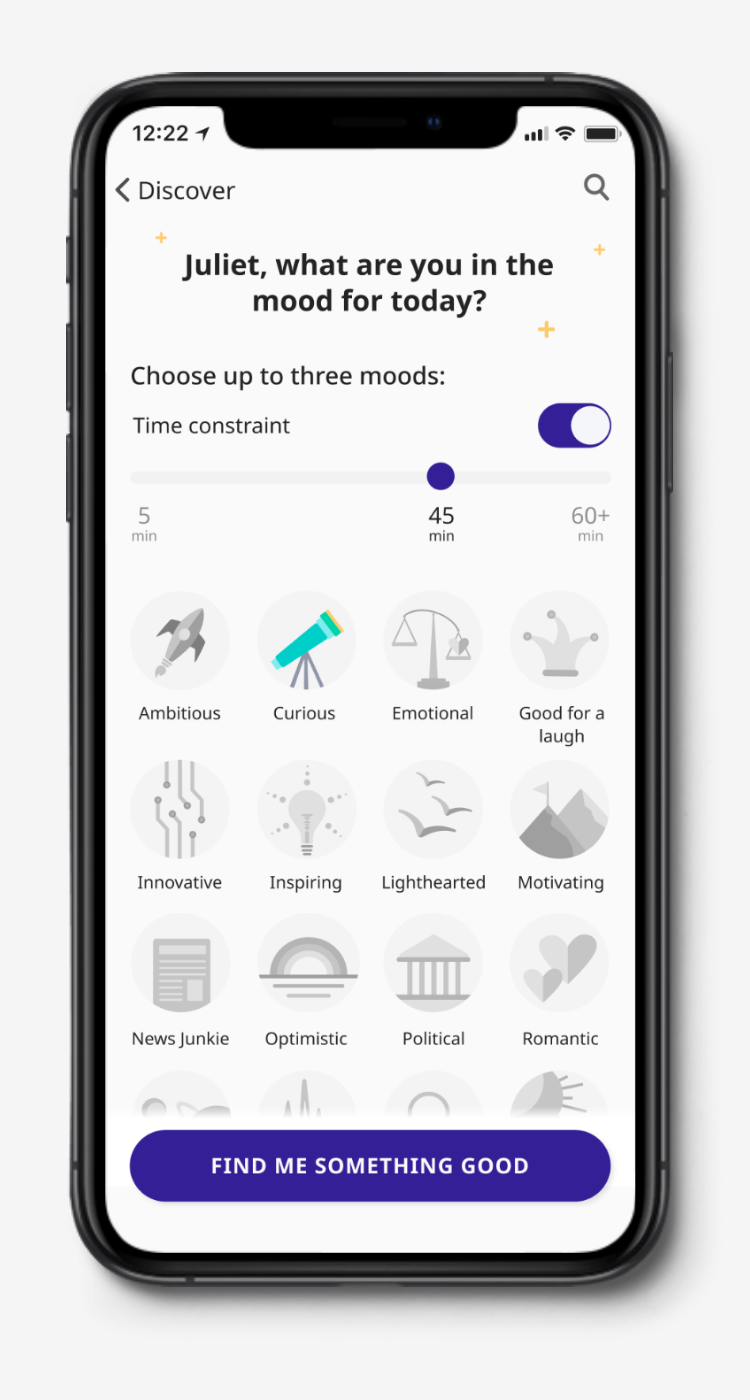 12:22
Discover
Juliet, what are you in the
mood for today?
Choose up to three moods:
Time constraint
5 45 60+
min min min
Ambitious Curious Emotional Good for a
laugh
Innovative Inspiring Lighthearted Motivating
News Junkie Optimistic Political Romantic
FIND ME SOMETHING GOOD